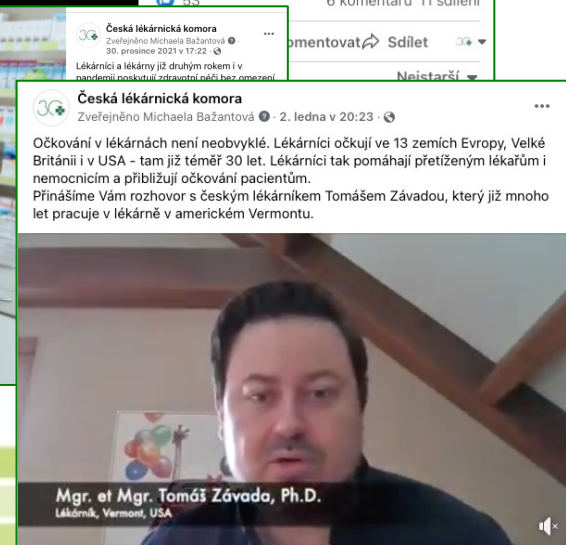 53
6 komentářů 11 sdílení
omentovat Sdílet
Nejstarší
30
Česká lékárnická komora
Zveřejněno Michaela Bažantová ·
30. prosince 2021 v 17:22 ·
Lékárníci a lékárny již druhým rokem i v
pandemii poskytují zdravotní péči bez omezení
30
Česká lékárnická komora
Zveřejněno Michaela Bažantová · 2. ledna v 20:23 ·
Očkování v lékárnách není neobvyklé. Lékárníci očkují ve 13 zemích Evropy, Velké
Británii i v USA - tam již téměř 30 let. Lékárníci tak pomáhají přetíženým lékařům i
nemocnicím a přibližují očkování pacientům.
Přinášíme Vám rozhovor s českým lékárníkem Tomášem Závadou, který již mnoho
let pracuje v lékárně v americkém Vermontu.
Mgr. et Mgr. Tomáš Závada, Ph.D.
Lékárník, Vermont, USA